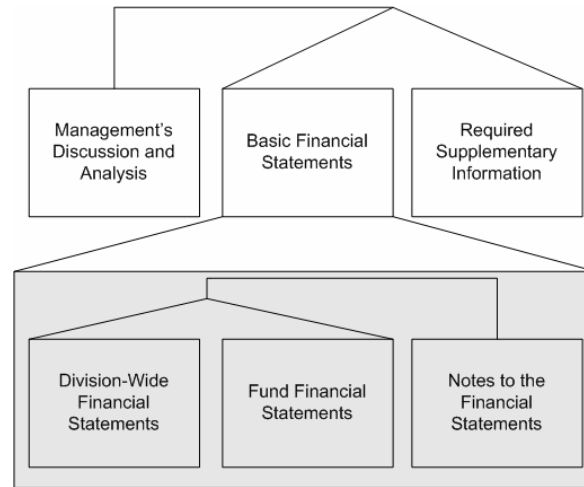 Management's
Discussion and
Analysis
Basic Financial
Statements
Required
Supplementary
Information
Division-Wide
Financial
Statements
Fund Financial
Statements
Notes to the
Financial
Statements